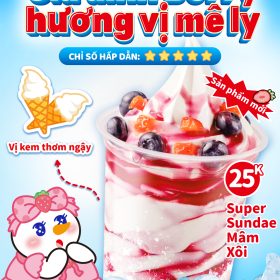 hương vị mê ly
CHỈ SỐ HẤP DẪN:
Sản phẩm mới
Vị kem thơm ngậy
25K
Super
Sundae
Mâm
Xôi